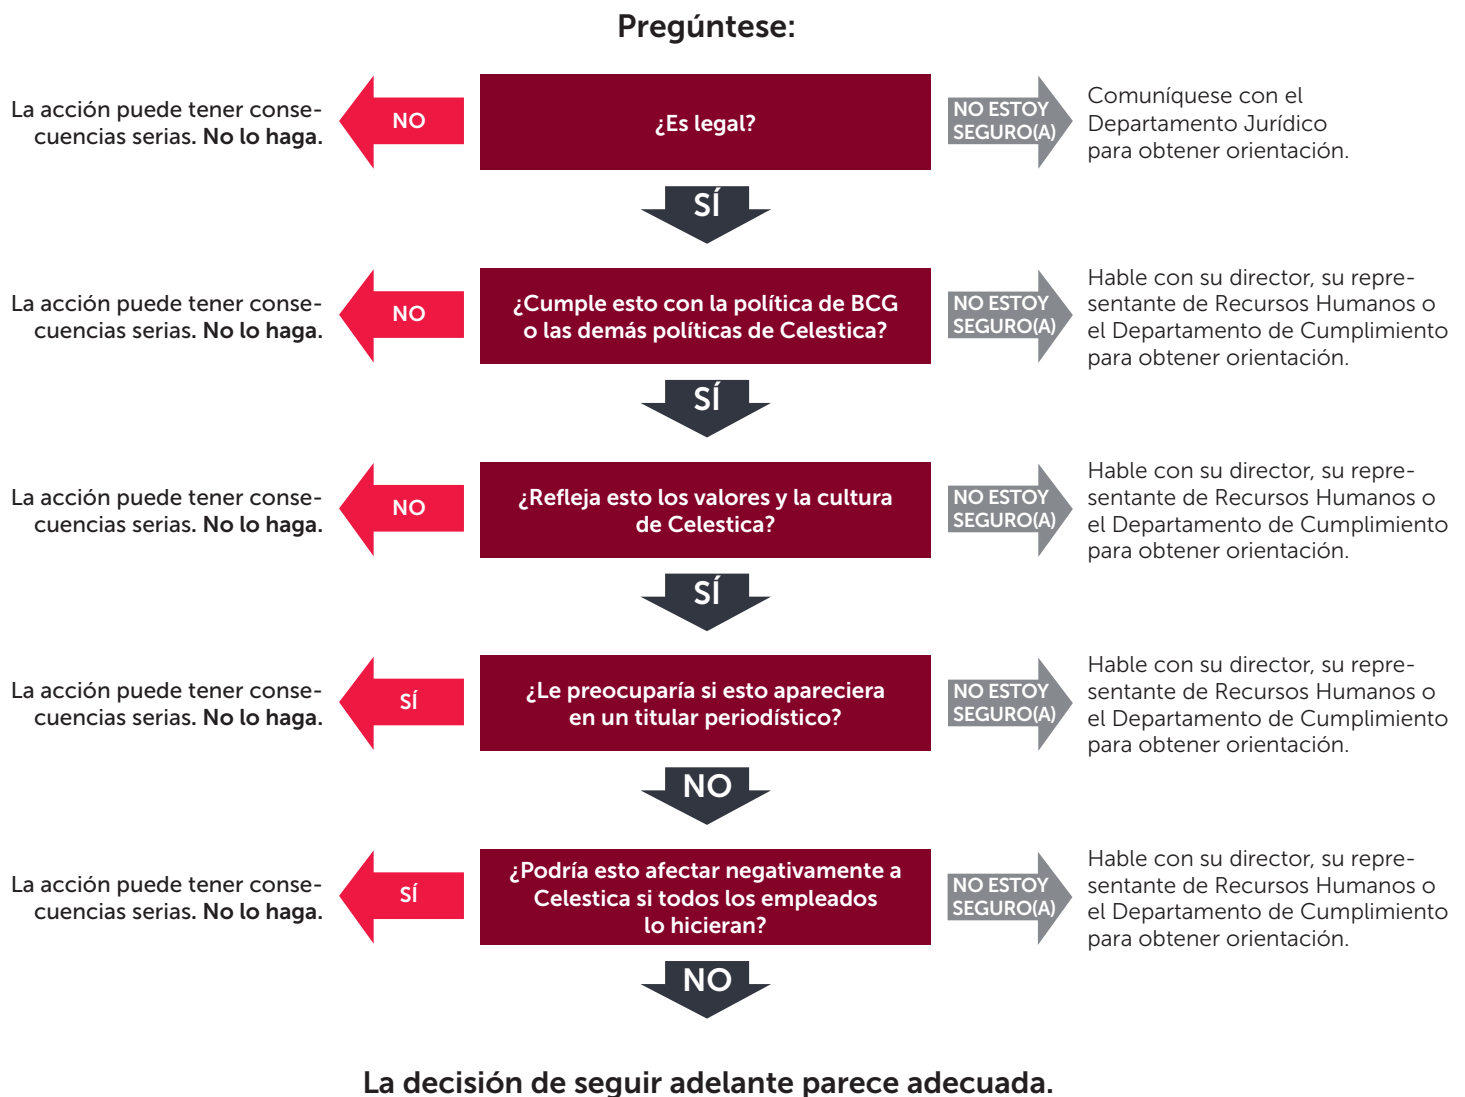 Pregúntese:
La acción puede tener conse-
cuencias serias. No lo haga.
NO
¿Es legal?
NO ESTOY
SEGURO(A)
Comuníquese con el
Departamento Jurídico
para obtener orientación.
SÍ
La acción puede tener conse-
cuencias serias. No lo haga.
NO
¿Cumple esto con la política de BCG
o las demás políticas de Celestica?
NO ESTOY
SEGURO(A)
Hable con su director, su repre-
sentante de Recursos Humanos o
el Departamento de Cumplimiento
para obtener orientación.
SÍ
La acción puede tener conse-
cuencias serias. No lo haga.
NO
¿Refleja esto los valores y la cultura
de Celestica?
NO ESTOY
SEGURO(A)
Hable con su director, su repre-
sentante de Recursos Humanos o
el Departamento de Cumplimiento
para obtener orientación.
SÍ
La acción puede tener conse-
cuencias serias. No lo haga.
SÍ
¿Le preocuparía si esto apareciera
en un titular periodístico?
NO ESTOY
SEGURO(A)
Hable con su director, su repre-
sentante de Recursos Humanos o
el Departamento de Cumplimiento
para obtener orientación.
NO
La acción puede tener conse-
cuencias serias. No lo haga.
SÍ
¿Podría esto afectar negativamente a
Celestica si todos los empleados
lo hicieran?
NO ESTOY
SEGURO(A)
Hable con su director, su repre-
sentante de Recursos Humanos o
el Departamento de Cumplimiento
para obtener orientación.
NO
La decisión de seguir adelante parece adecuada.